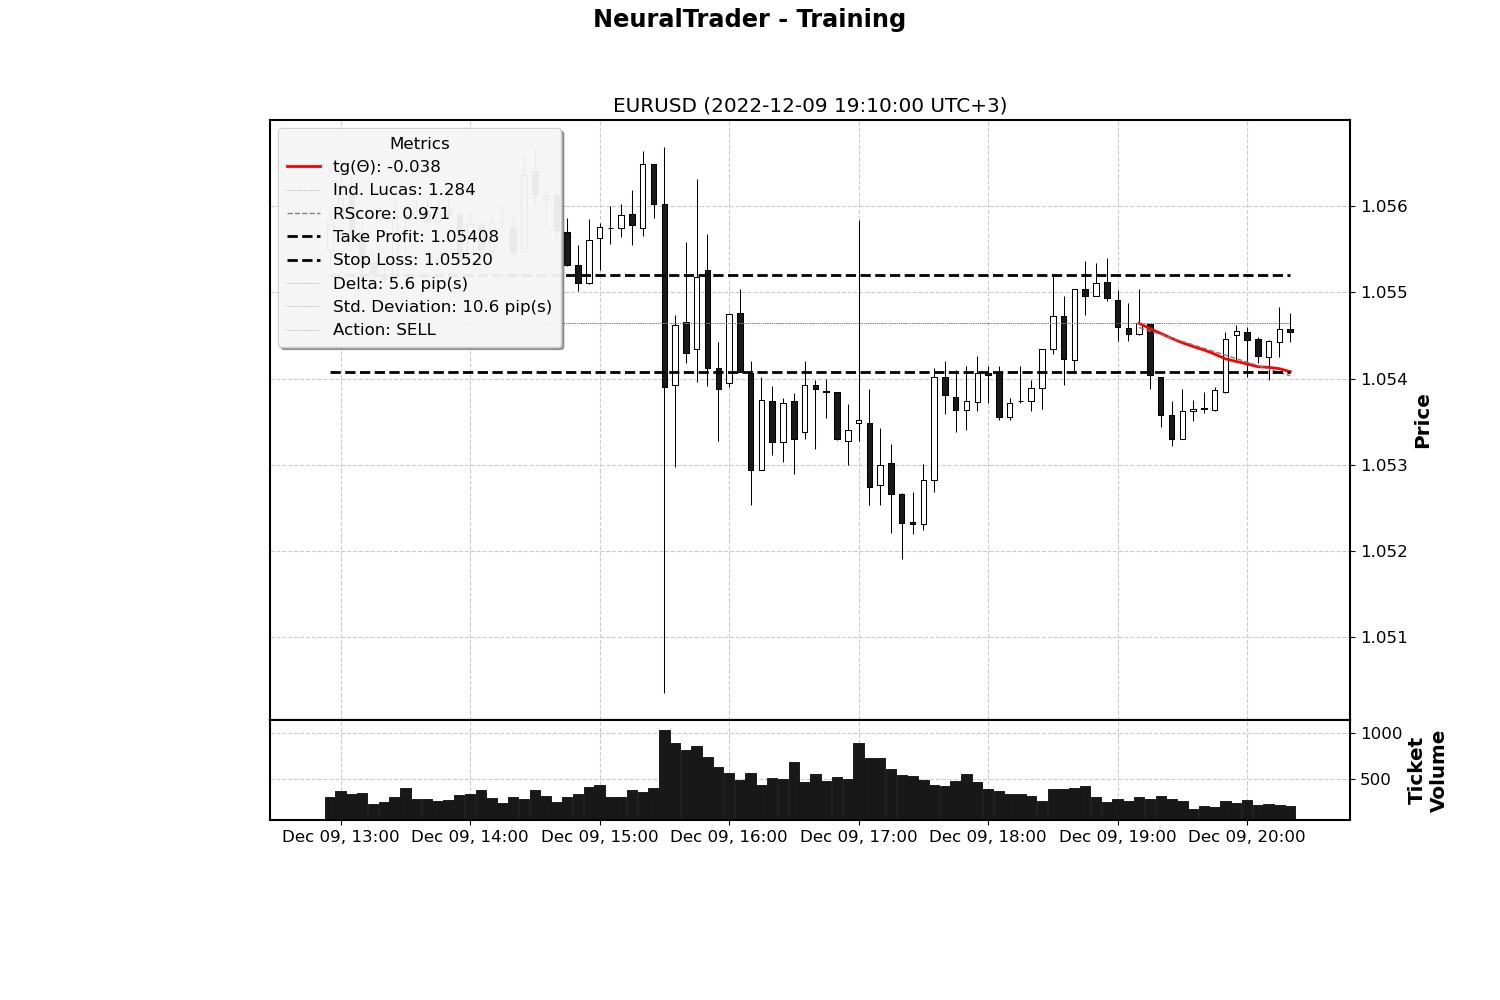 NeuralTrader - Training
EURUSD (2022-12-09 19:10:00 UTC+3)
Metrics
tg(Θ): -0.038
Ind. Lucas: 1.284
RScore: 0.971
Take Profit: 1.05408
Stop Loss: 1.05520
Delta: 5.6 pip(s)
Std. Deviation: 10.6 pip(s)
Action: SELL
1.056
1.055
1.054
1.053
1.052
1.051
Price
1000
500
Ticket
Volume
Dec 09, 13:00 Dec 09, 14:00 Dec 09, 15:00 Dec 09, 16:00 Dec 09, 17:00 Dec 09, 18:00 Dec 09, 19:00 Dec 09, 20:00